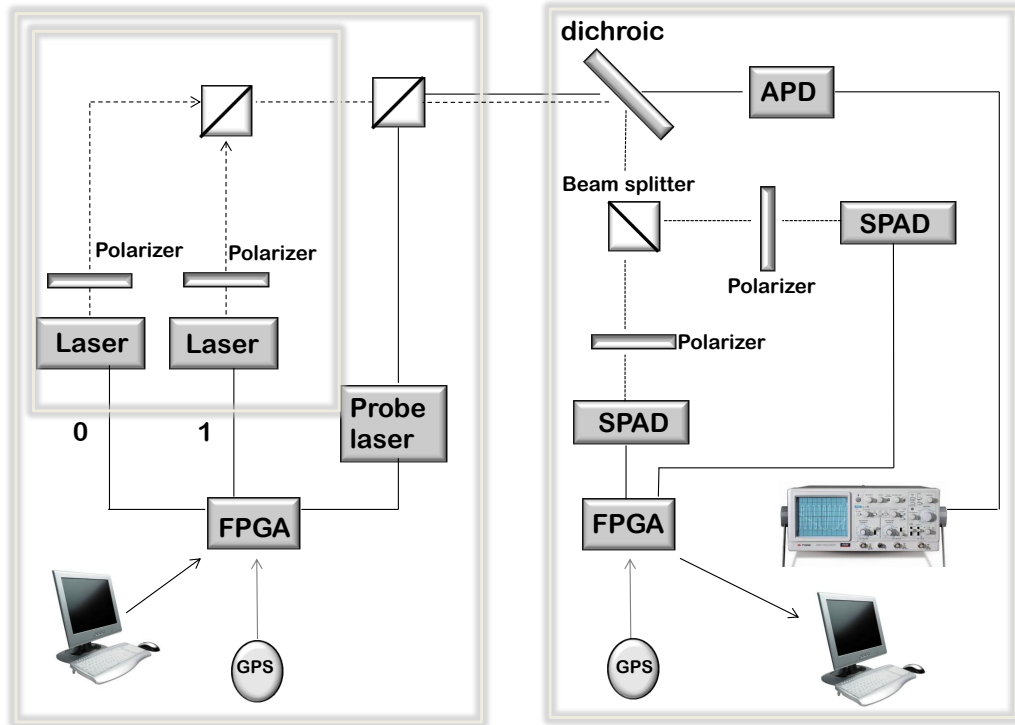 dichroic
APD
Beam splitter
SPAD
Polarizer
Polarizer
Polarizer
Polarizer
Laser
Laser
Probe
laser
SPAD
0
1
FPGA
FPGA
GPS
GPS